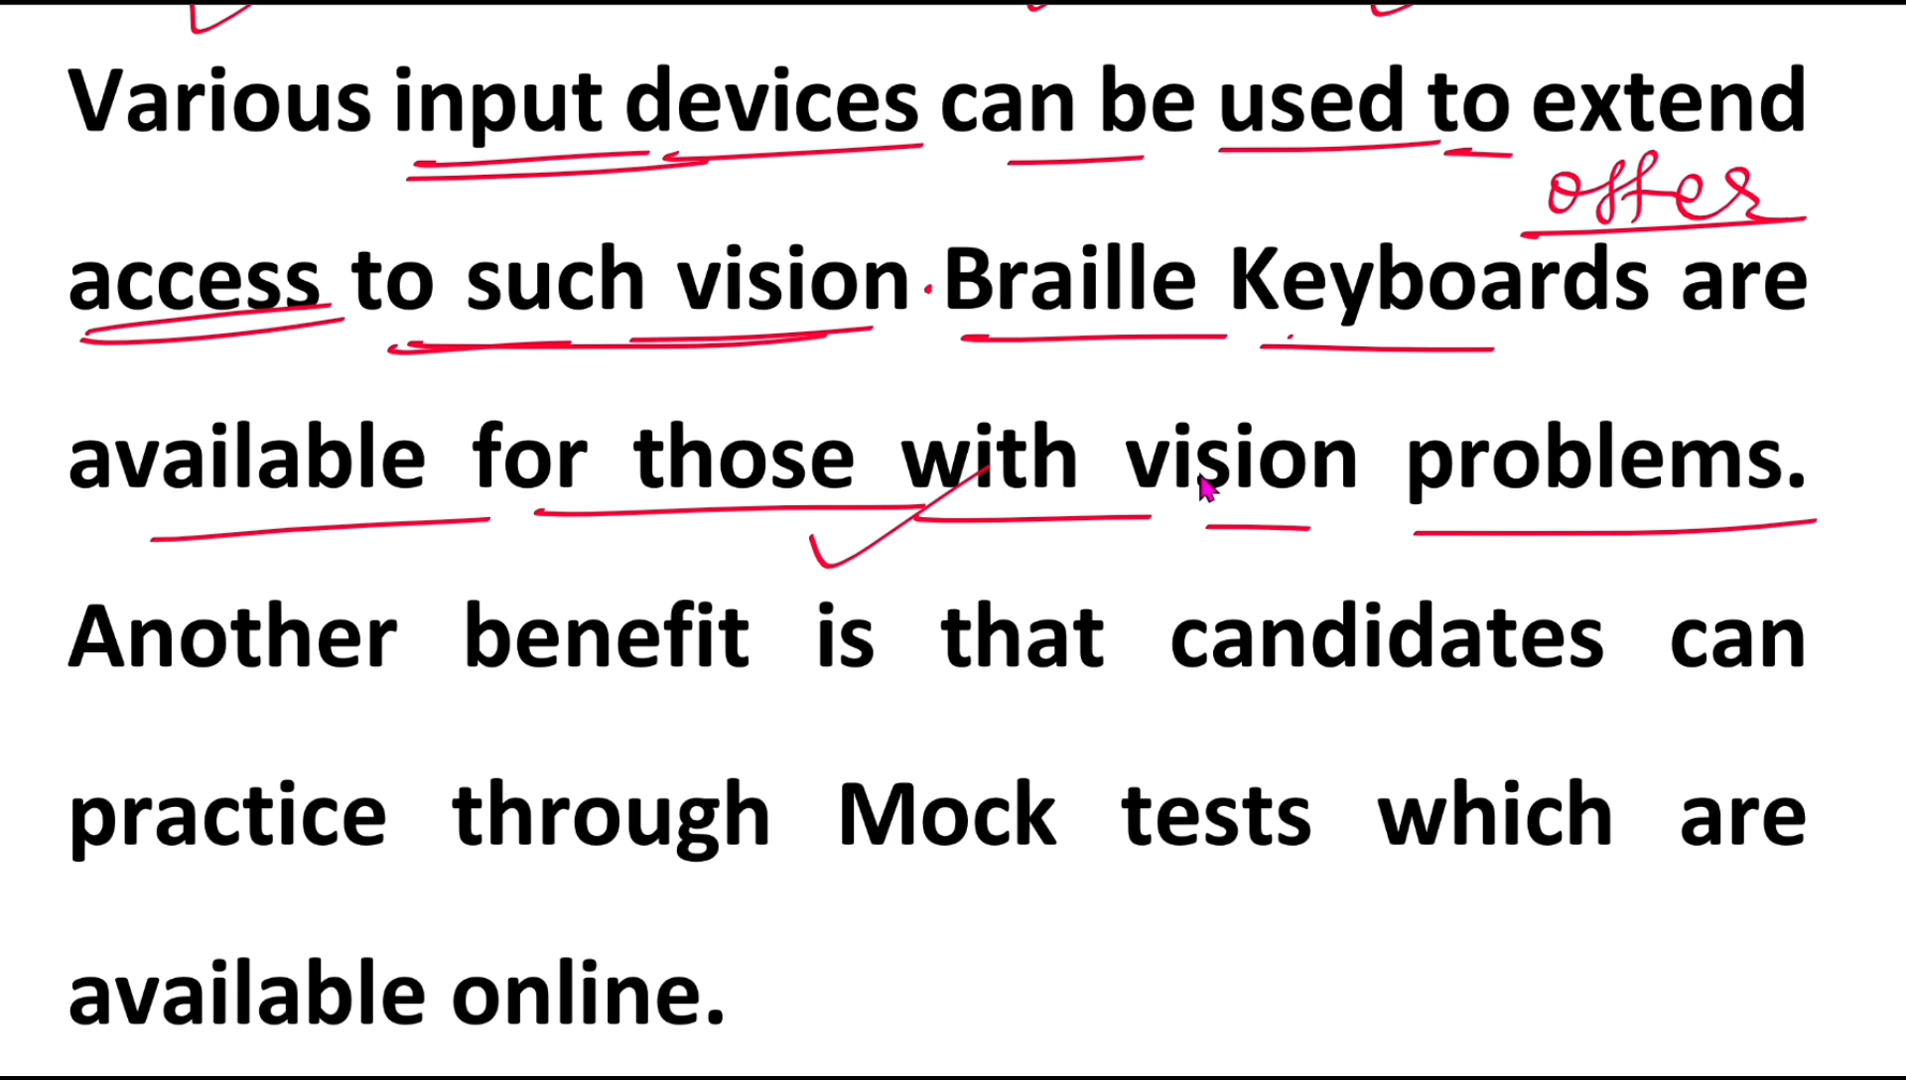 Various input devices can be used to extend
offer
access to such vision Braille Keyboards are
available for those with vision problems.
Another benefit is that candidates can
practice through Mock tests which are
available online.